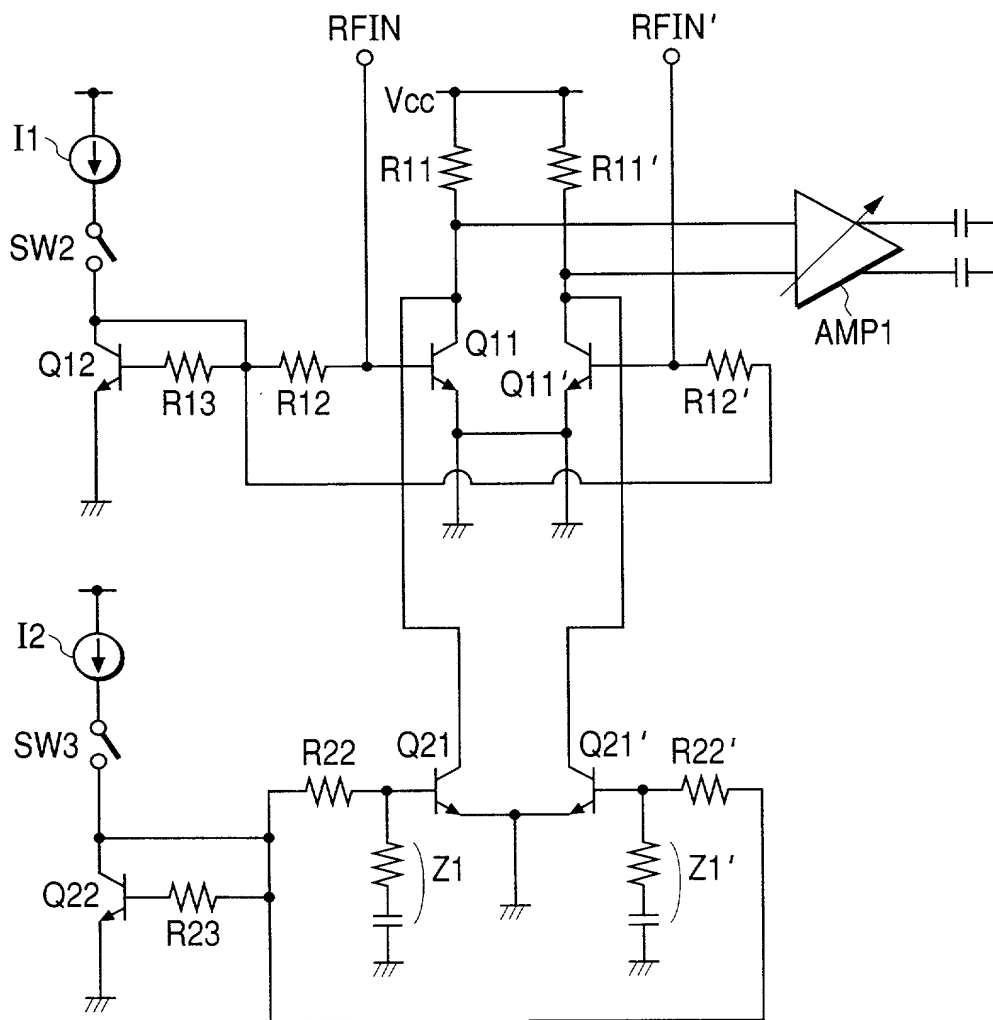 RFIN
RFIN'
Vcc
I1
R11
R11'
SW2
AMP1
Q12
Q11
Q11'
R13
R12
R12'
I2
SW3
R22
Q21
Q21'
R22'
Z1
Z1'
Q22
R23